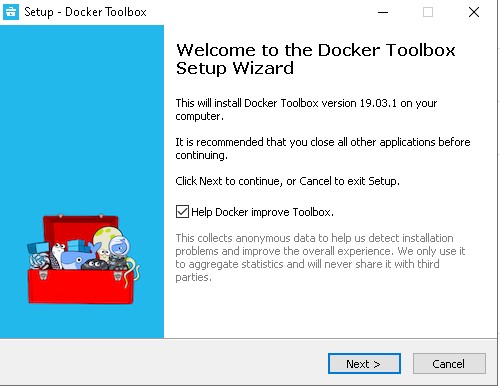 Setup - Docker Toolbox
Welcome to the Docker Toolbox
Setup Wizard
This will install Docker Toolbox version 19.03.1 on your
computer.
It is recommended that you close all other applications before
continuing.
Click Next to continue, or Cancel to exit Setup.
Help Docker improve Toolbox.
This collects anonymous data to help us detect installation
problems and improve the overall experience. We only use it
to aggregate statistics and will never share it with third
parties.
Next >
Cancel